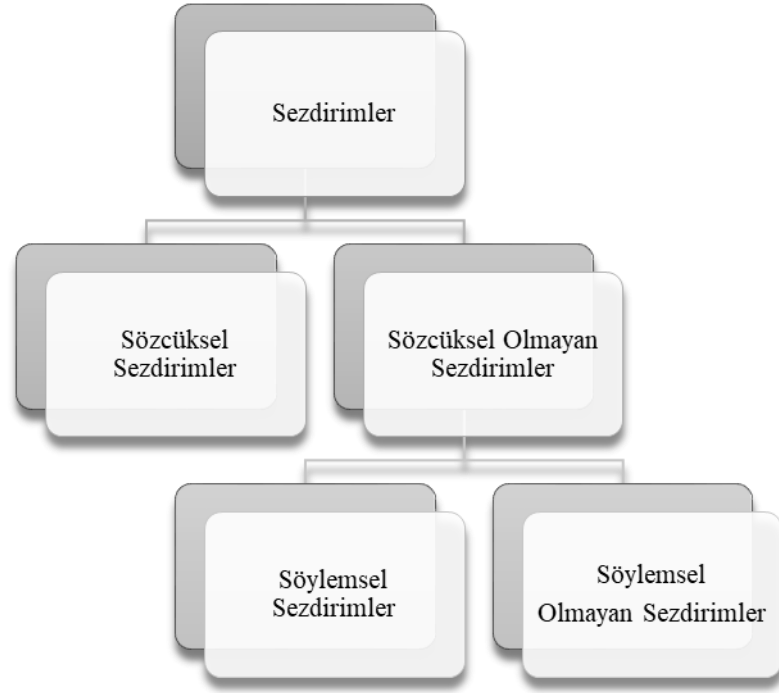 Sezdirimler
Sözcüksel
Sezdirimler
Sözcüksel Olmayan
Sezdirimler
Söylemsel
Sezdirimler
Söylemsel
Olmayan Sezdirimler